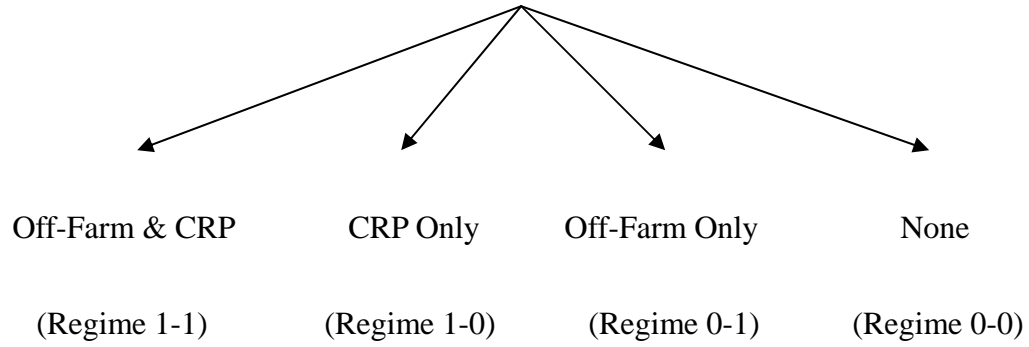 Off-Farm & CRP CRP Only Off-Farm Only None
(Regime 1-1) (Regime 1-0) (Regime 0-1) (Regime 0-0)